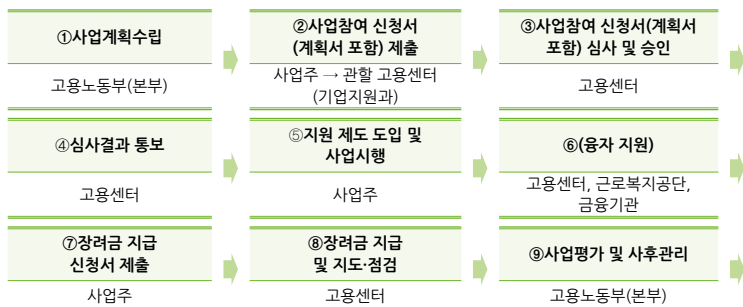 ①사업계획수립
고용노동부(본부)
②사업참여 신청서
(계획서 포함) 제출
사업주 → 관할 고용센터
(기업지원과)
③사업참여 신청서(계획서
포함) 심사 및 승인
고용센터
④심사결과 통보
고용센터
⑤지원 제도 도입 및
사업시행
사업주
⑥(융자 지원)
고용센터, 근로복지공단,
금융기관
⑦장려금 지급
신청서 제출
사업주
⑧장려금 지급
및 지도·점검
고용센터
⑨사업평가 및 사후관리
고용노동부(본부)